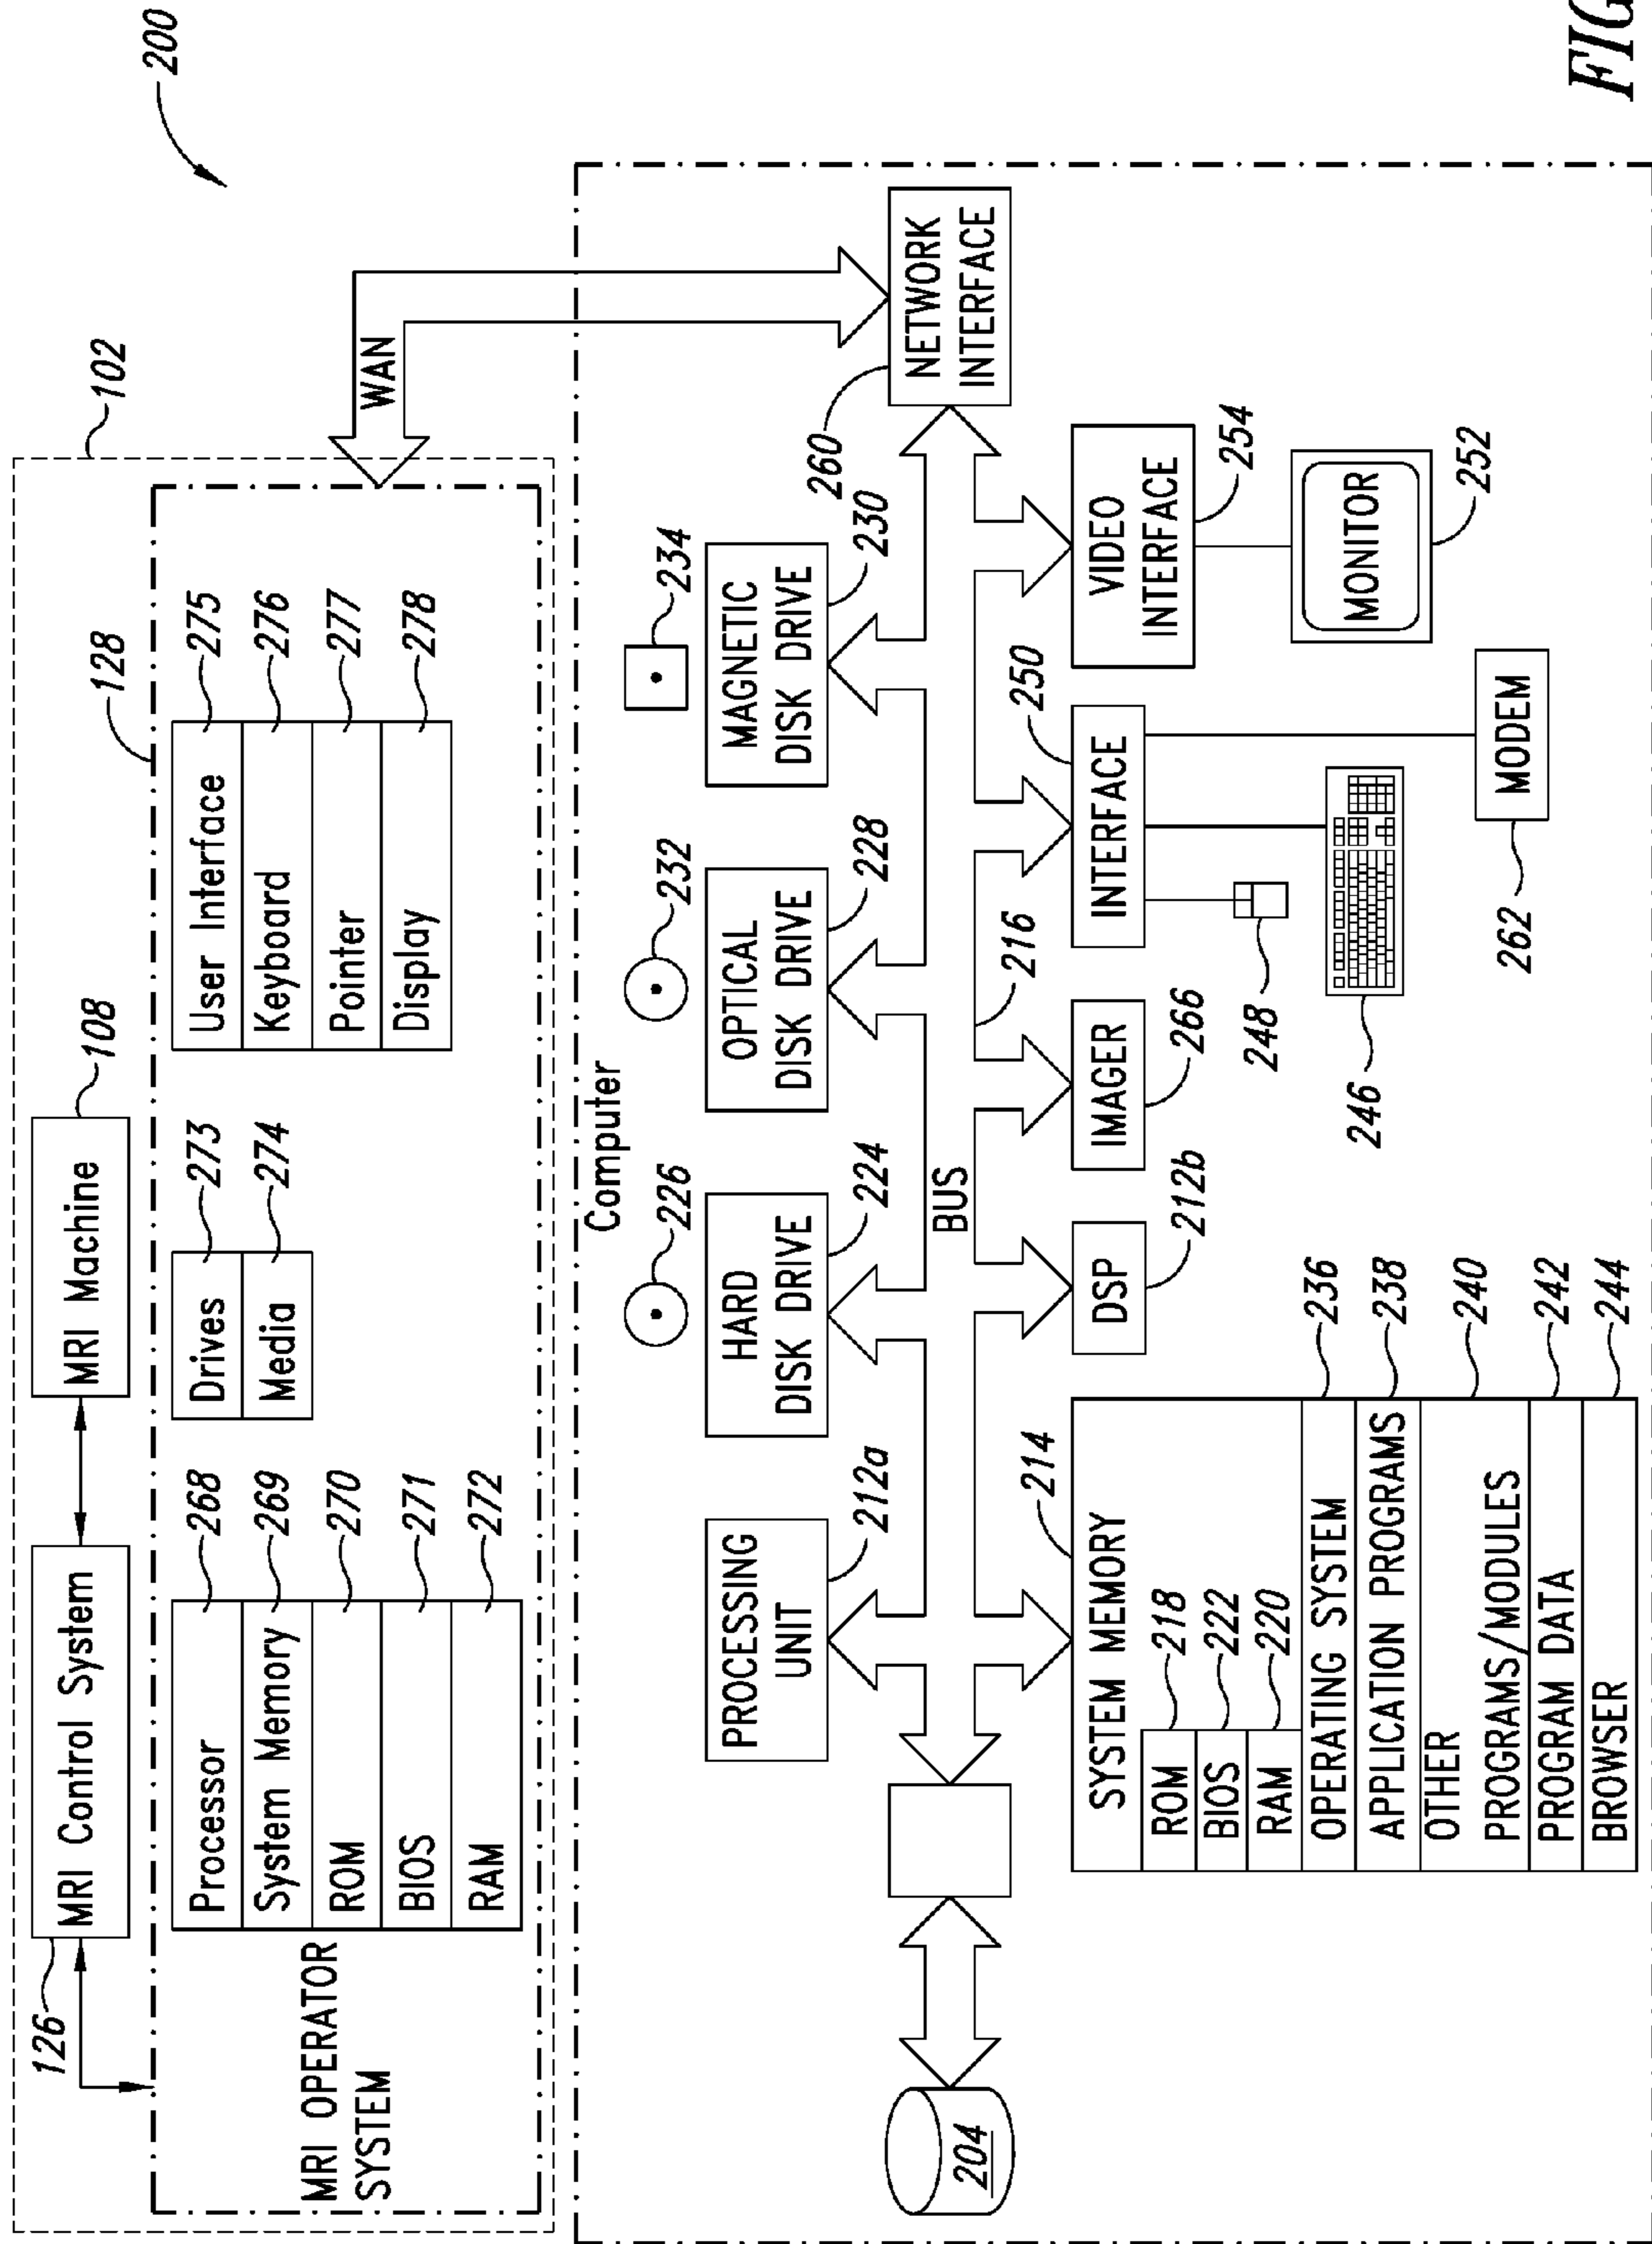 200
102
MRI Control System
MRI Machine
108
126
128
MRI OPERATOR
SYSTEM
Processor
268
System Memory
269
ROM
270
BIOS
271
RAM
272
Drives
273
Media
274
User Interface
275
Keyboard
276
Pointer
277
Display
278
WAN
Computer
226
232
234
PROCESSING
UNIT
212a
HARD
DISK DRIVE
224
OPTICAL
DISK DRIVE
228
MAGNETIC
DISK DRIVE
230
260
NETWORK
INTERFACE
204
BUS
216
SYSTEM MEMORY
214
ROM
218
BIOS
222
RAM
220
OPERATING SYSTEM
236
APPLICATION PROGRAMS
238
OTHER
PROGRAMS/MODULES
240
PROGRAM DATA
242
BROWSER
244
DSP
212b
IMAGER
266
INTERFACE
250
248
246
MODEM
262
VIDEO
INTERFACE
254
MONITOR
252
FIG